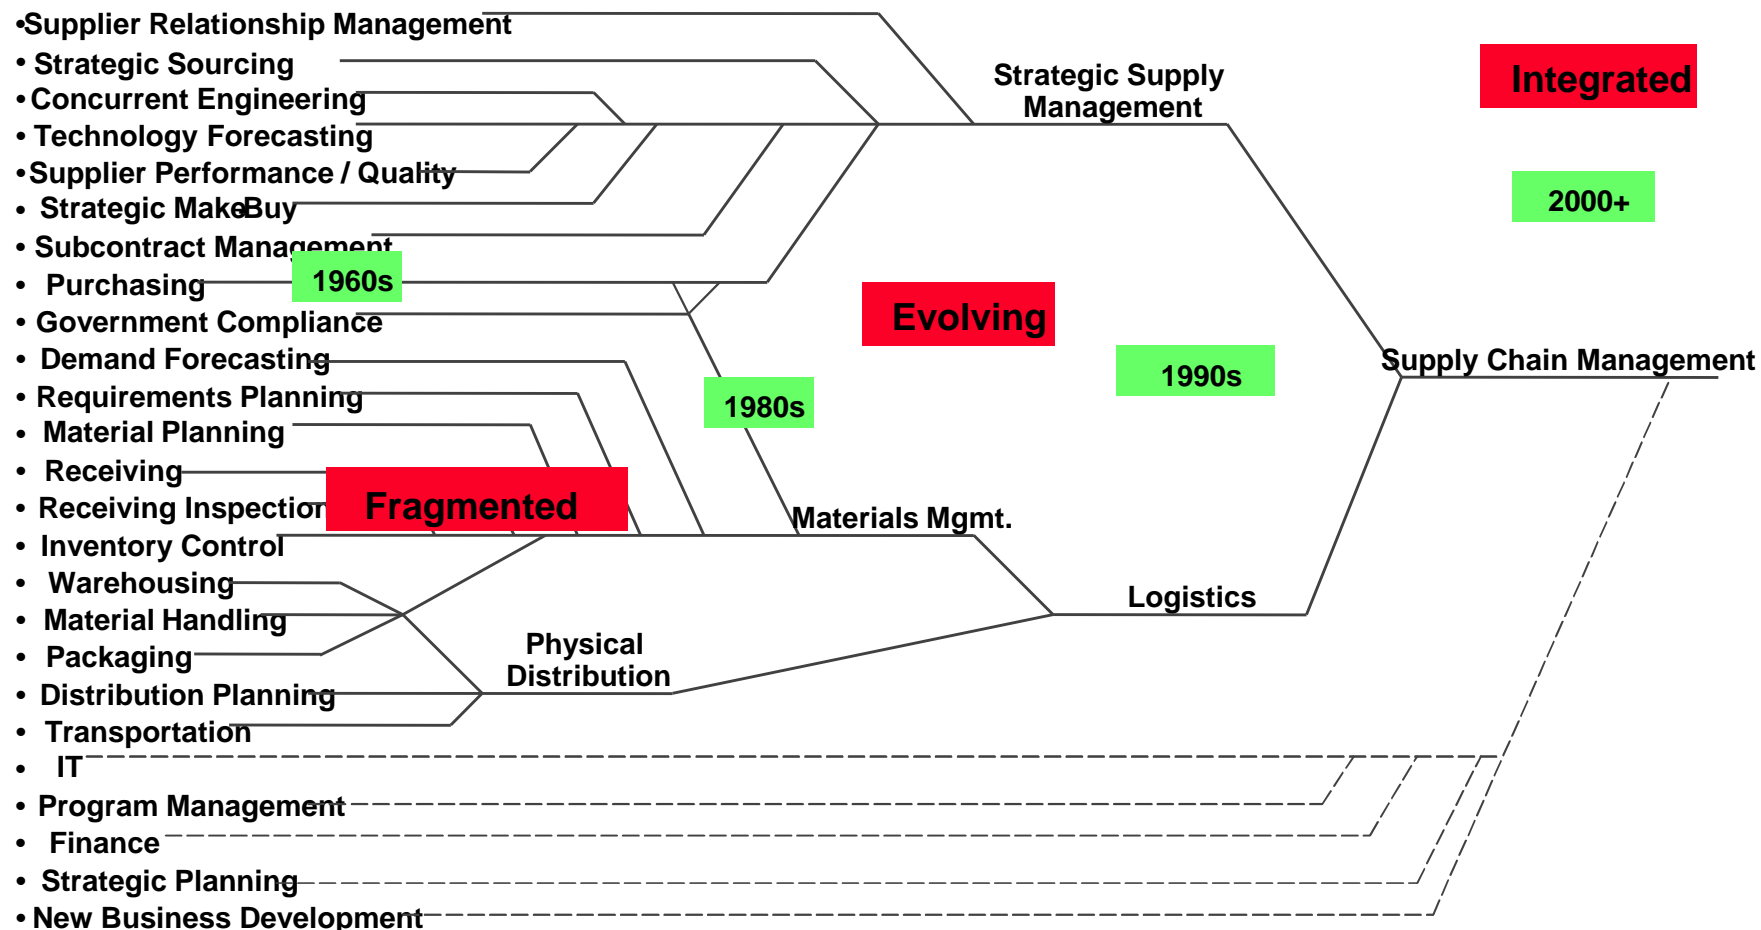 •Supplier Relationship Management
• Strategic Sourcing
• Concurrent Engineering
• Technology Forecasting
• Supplier Performance / Quality
• Strategic Make-Buy
• Subcontract Management
• Purchasing
• Government Compliance
• Demand Forecasting
• Requirements Planning
• Material Planning
• Receiving
• Receiving Inspection
• Inventory Control
• Warehousing
• Material Handling
• Packaging
• Distribution Planning
• Transportation
• IT
• Program Management
• Finance
• Strategic Planning
• New Business Development
1960s
Fragmented
1980s
Materials Mgmt.
Physical
Distribution
Evolving
1990s
Logistics
Strategic Supply
Management
Integrated
2000+
Supply Chain Management